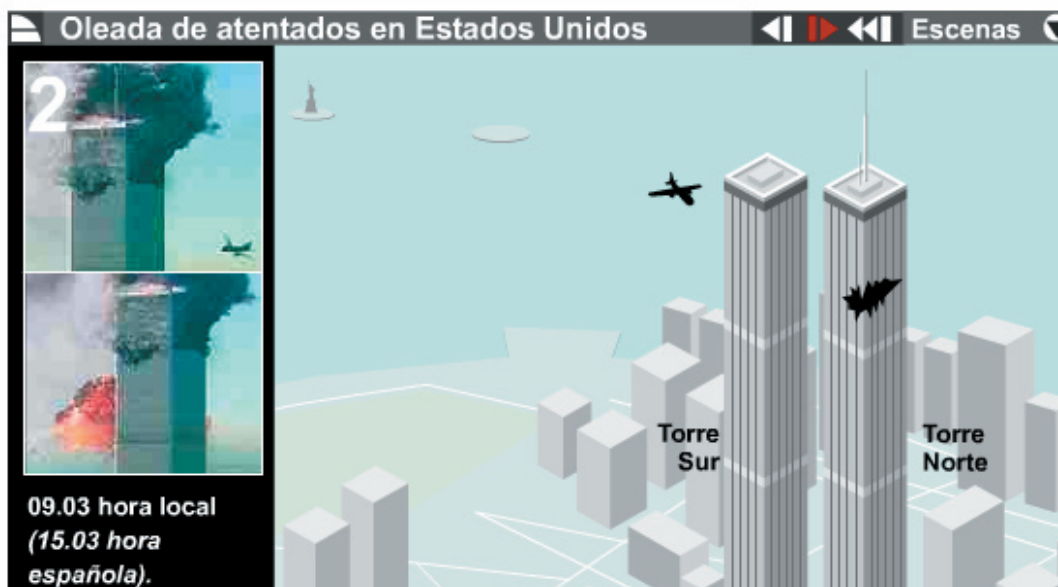 Oleada de atentados en Estados Unidos
Escenas
2
09.03 hora local
(15.03 hora
española).
Torre
Sur
Torre
Norte